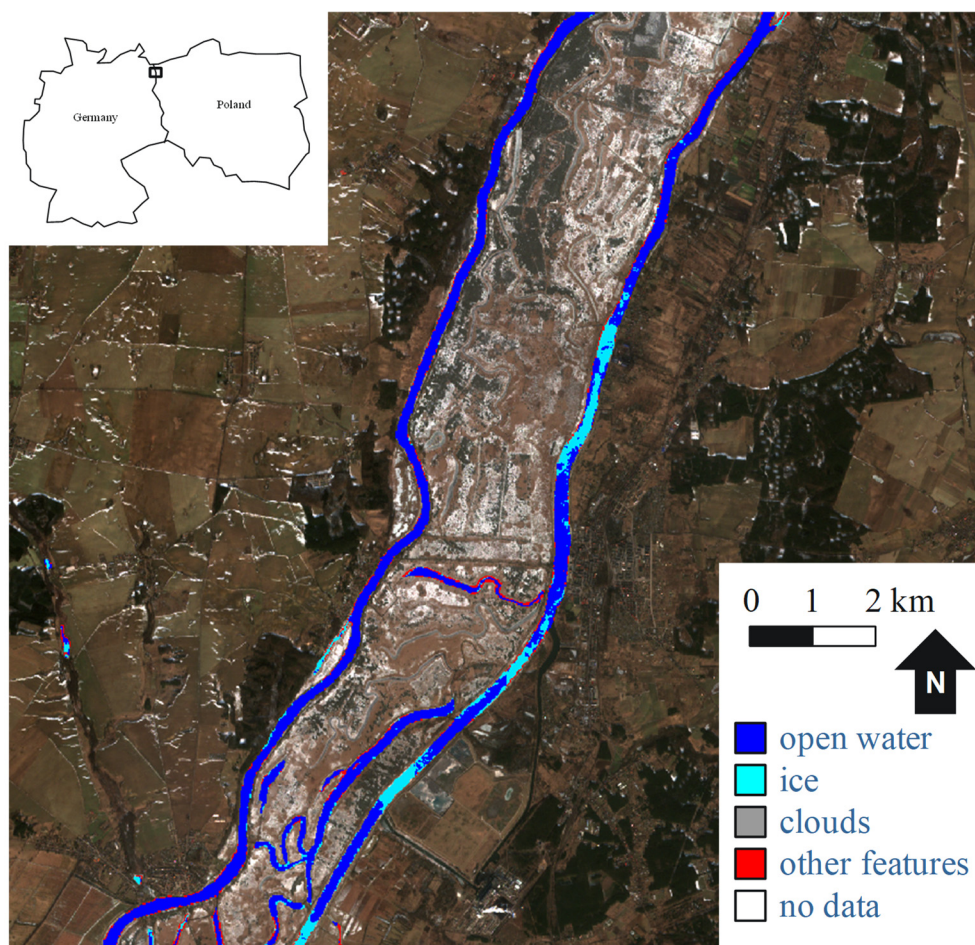 Germany
Poland
0 1 2 km
N
open water
ice
clouds
other features
no data